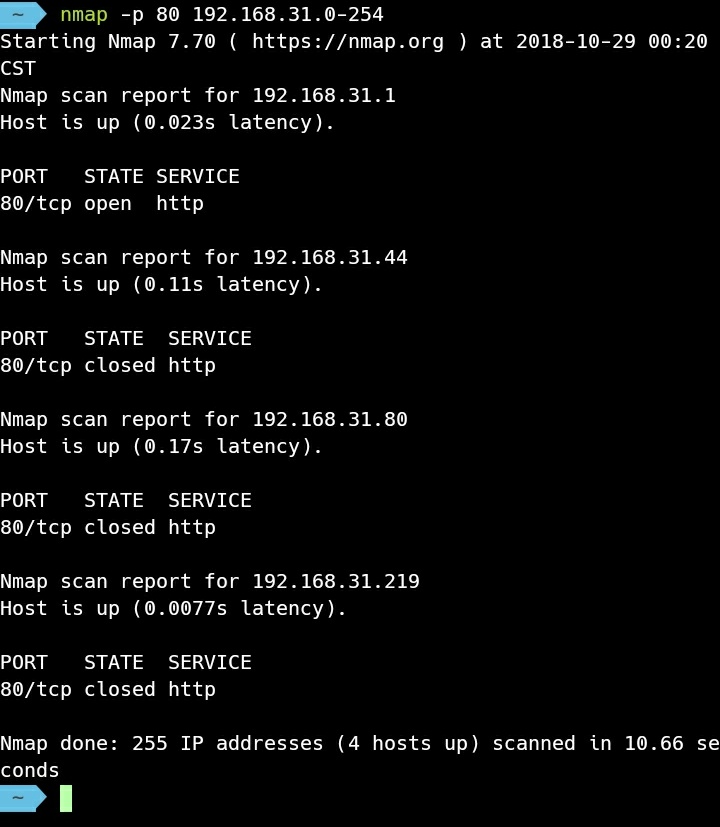 ~ nmap -p 80 192.168.31.0-254
Starting Nmap 7.70 ( https://nmap.org ) at 2018-10-29 00:20
CST
Nmap scan report for 192.168.31.1
Host is up (0.023s latency).
PORT   STATE SERVICE
80/tcp open  http
Nmap scan report for 192.168.31.44
Host is up (0.11s latency).
PORT   STATE  SERVICE
80/tcp closed http
Nmap scan report for 192.168.31.80
Host is up (0.17s latency).
PORT   STATE  SERVICE
80/tcp closed http
Nmap scan report for 192.168.31.219
Host is up (0.0077s latency).
PORT   STATE  SERVICE
80/tcp closed http
Nmap done: 255 IP addresses (4 hosts up) scanned in 10.66 se
conds
~